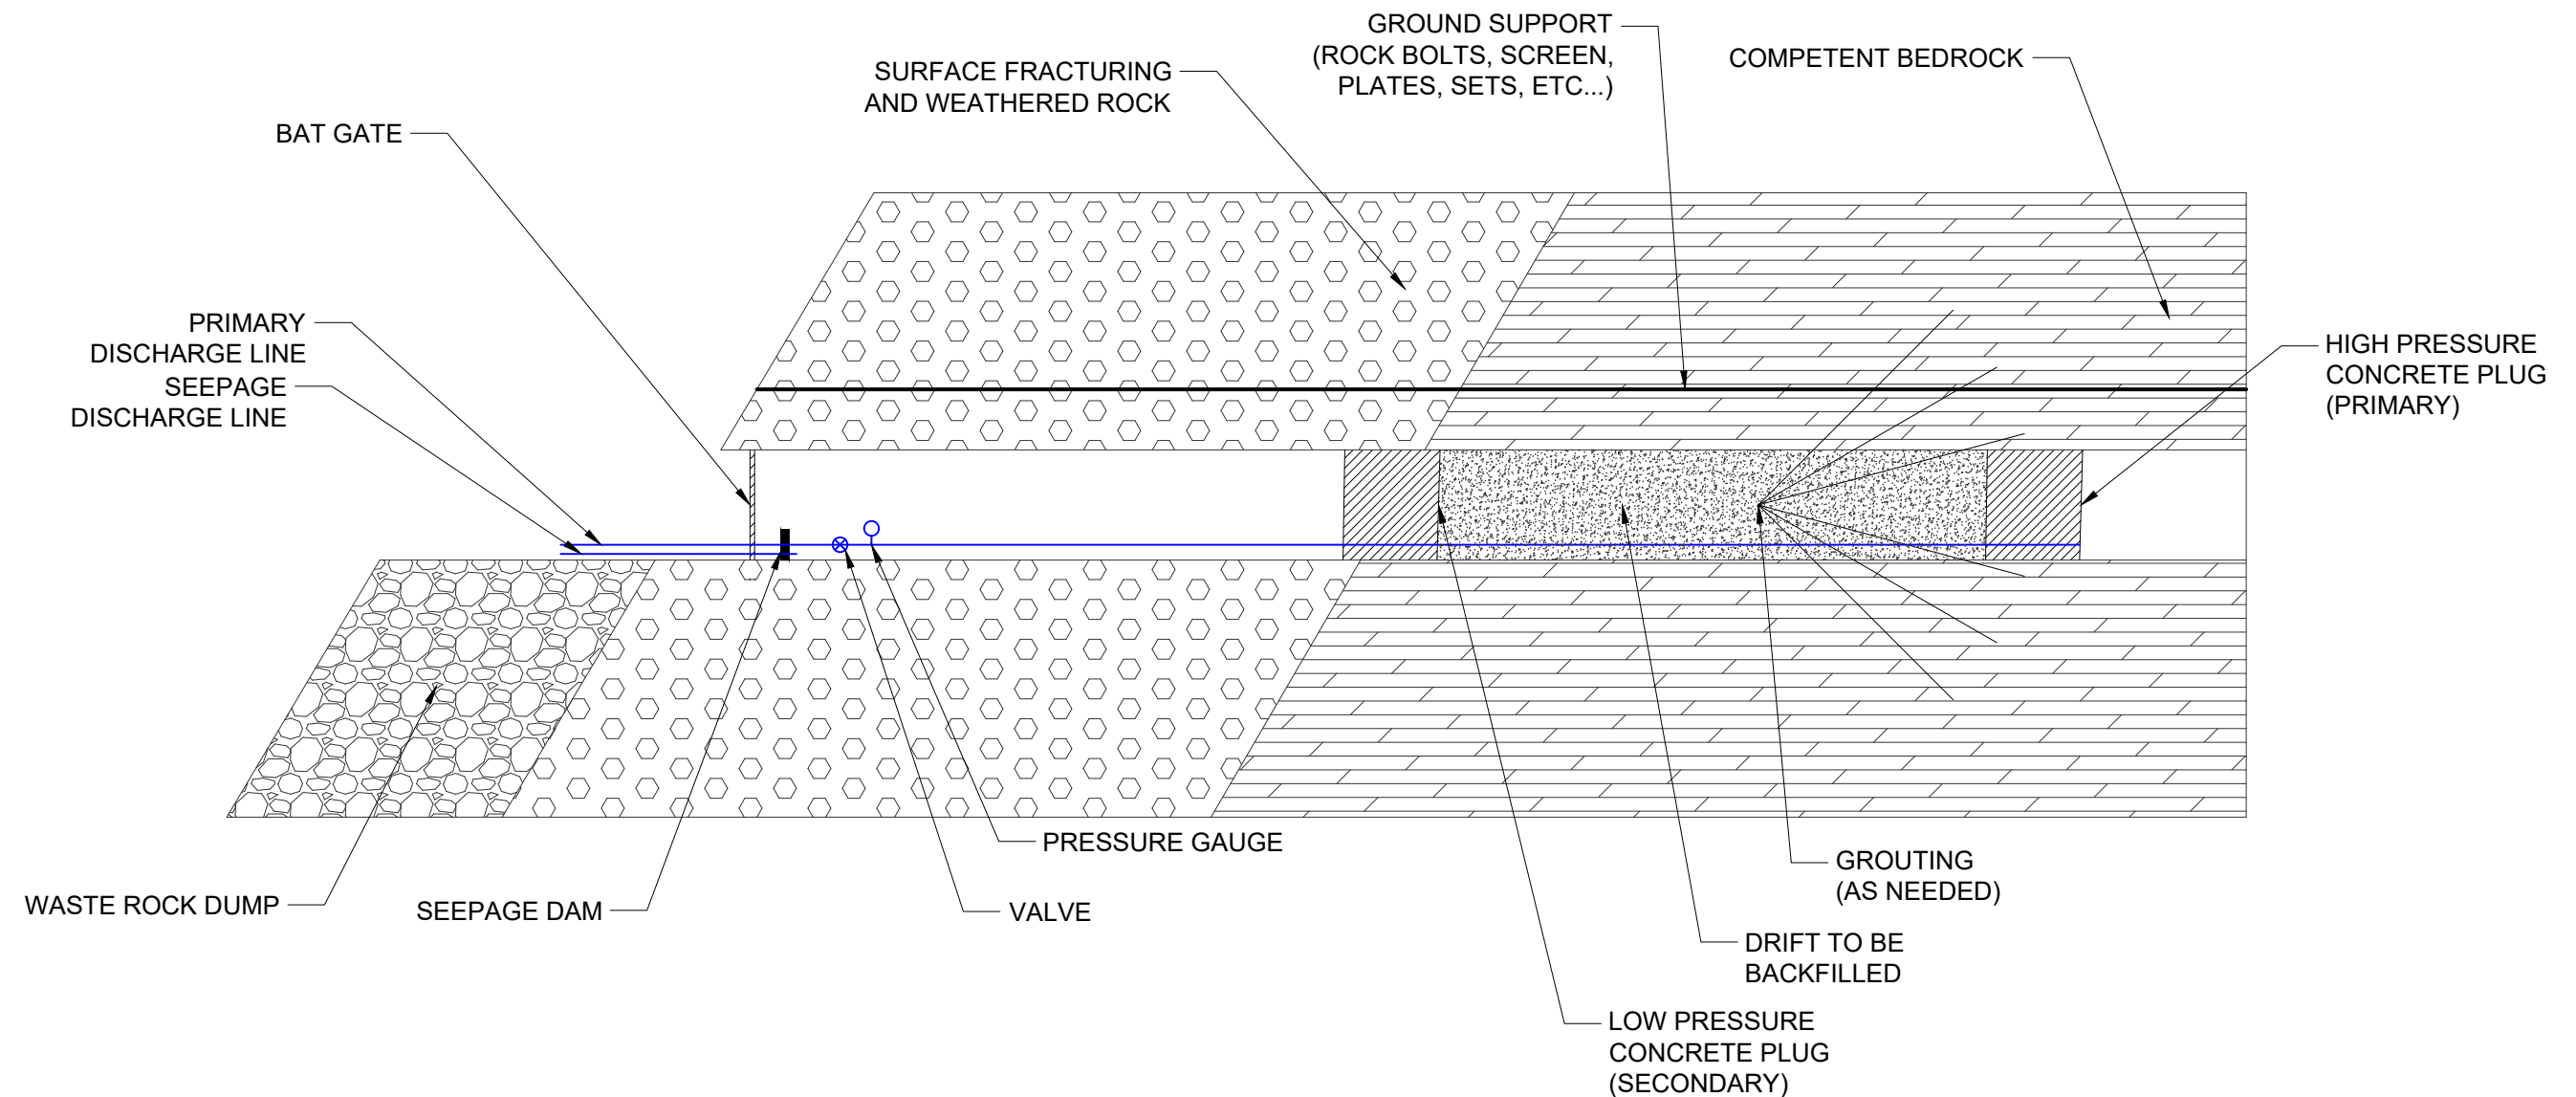 GROUND SUPPORT
(ROCK BOLTS, SCREEN,
PLATES, SETS, ETC...)
COMPETENT BEDROCK
SURFACE FRACTURING
AND WEATHERED ROCK
BAT GATE
PRIMARY
DISCHARGE LINE
SEEPAGE
DISCHARGE LINE
HIGH PRESSURE
CONCRETE PLUG
(PRIMARY)
PRESSURE GAUGE
GROUTING
(AS NEEDED)
WASTE ROCK DUMP
SEEPAGE DAM
VALVE
DRIFT TO BE
BACKFILLED
LOW PRESSURE
CONCRETE PLUG
(SECONDARY)